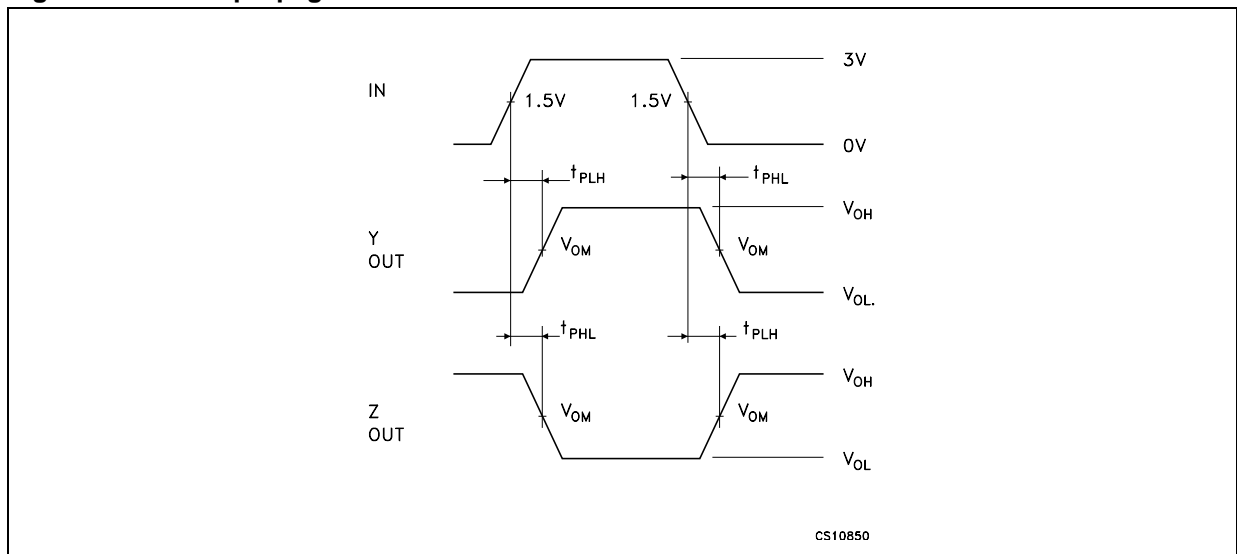 IN
1.5V
1.5V
3V
0V
tPLH
tPHL
Y
OUT
VOM
VOM
VOH
VOL.
tPHL
tPLH
Z
OUT
VOM
VOM
VOH
VOL
CS10850